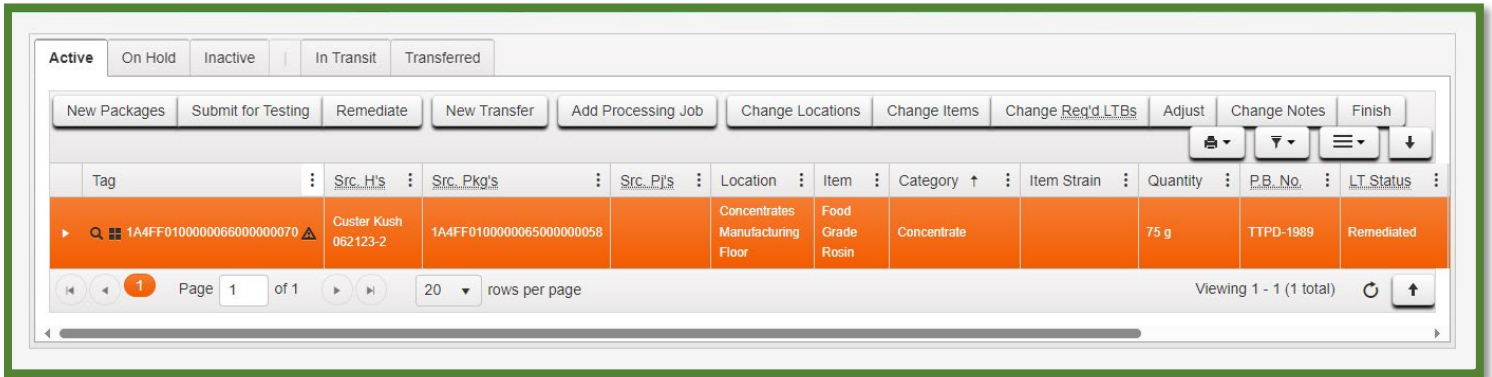 Active On Hold Inactive | In Transit Transferred
New Packages Submit for Testing Remediate New Transfer Add Processing Job Change Locations Change Items Change Req'd LTBs Adjust Change Notes Finish
Tag Src. H's Src. Pkg's Src. Pj's Location Item Category ↑ Item Strain Quantity P.B. No. LT Status
1A4FF0100000066000000070 Custer Kush 062123-2 1A4FF0100000065000000058 Concentrates Manufacturing Floor Food Grade Rosin Concentrate 75 g TTPD-1989 Remediated
1 Page 1 of 1 20 rows per page Viewing 1 - 1 (1 total)